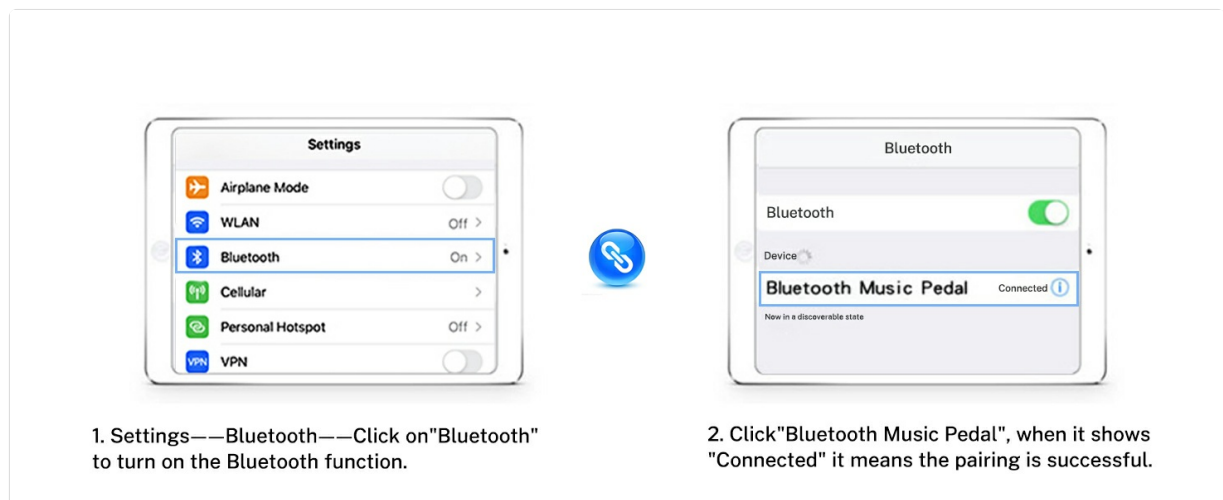 Settings
Airplane Mode
WLAN Off
Bluetooth On
Cellular
Personal Hotspot Off
VPN VPN
1. Settings——Bluetooth——Click on"Bluetooth"
to turn on the Bluetooth function.
Bluetooth
Bluetooth
Device
Bluetooth Music Pedal Connected
Now in a discoverable state
2. Click"Bluetooth Music Pedal", when it shows
"Connected" it means the pairing is successful.